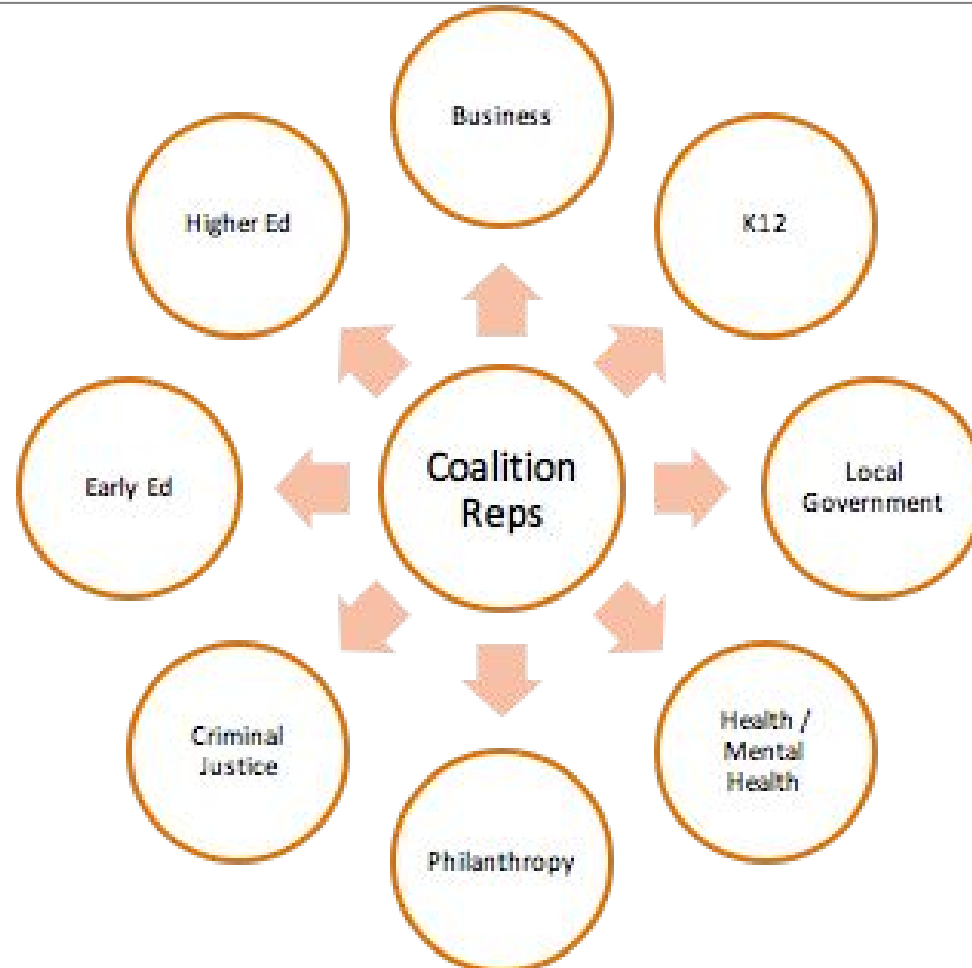 Business
Higher Ed
K12
Coalition
Reps
Early Ed
Local
Government
Criminal
Justice
Health /
Mental
Health
Philanthropy